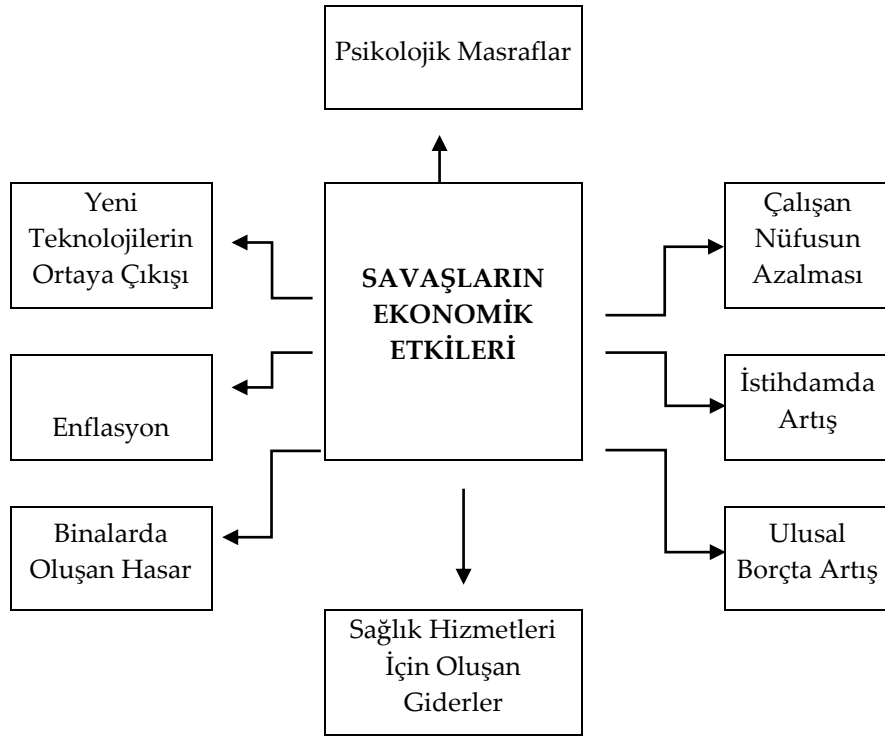 Psikolojik Masraflar
Yeni
Teknolojilerin
Ortaya Çıkışı
SAVAŞLARIN
EKONOMİK
ETKİLERİ
Çalışan
Nüfusun
Azalması
Enflasyon
İstihdamda
Artış
Binalarda
Oluşan Hasar
Ulusal
Borçta Artış
Sağlık Hizmetleri
İçin Oluşan
Giderler